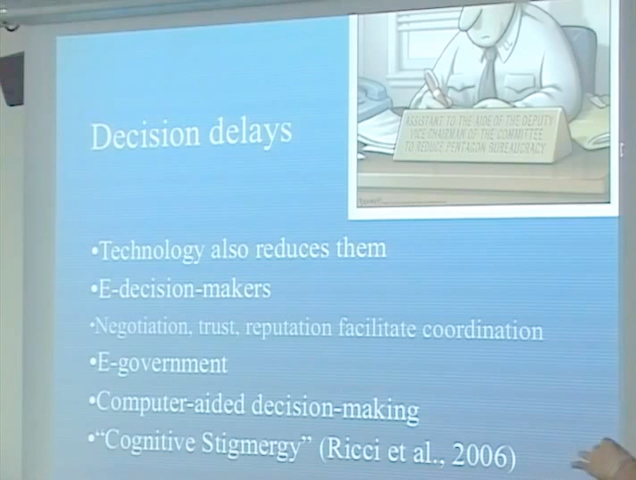 ASSISTANT TO THE AIDE OF THE DEPUTY
VICE CHAIRMAN OF THE COMMITTEE
TO REDUCE PENTAGON BUREAUCRACY
Decision delays
•Technology also reduces them
•E-decision-makers
•Negotiation, trust, reputation facilitate coordination
•E-government
•Computer-aided decision-making
•“Cognitive Stigmergy” (Ricci et al., 2006)